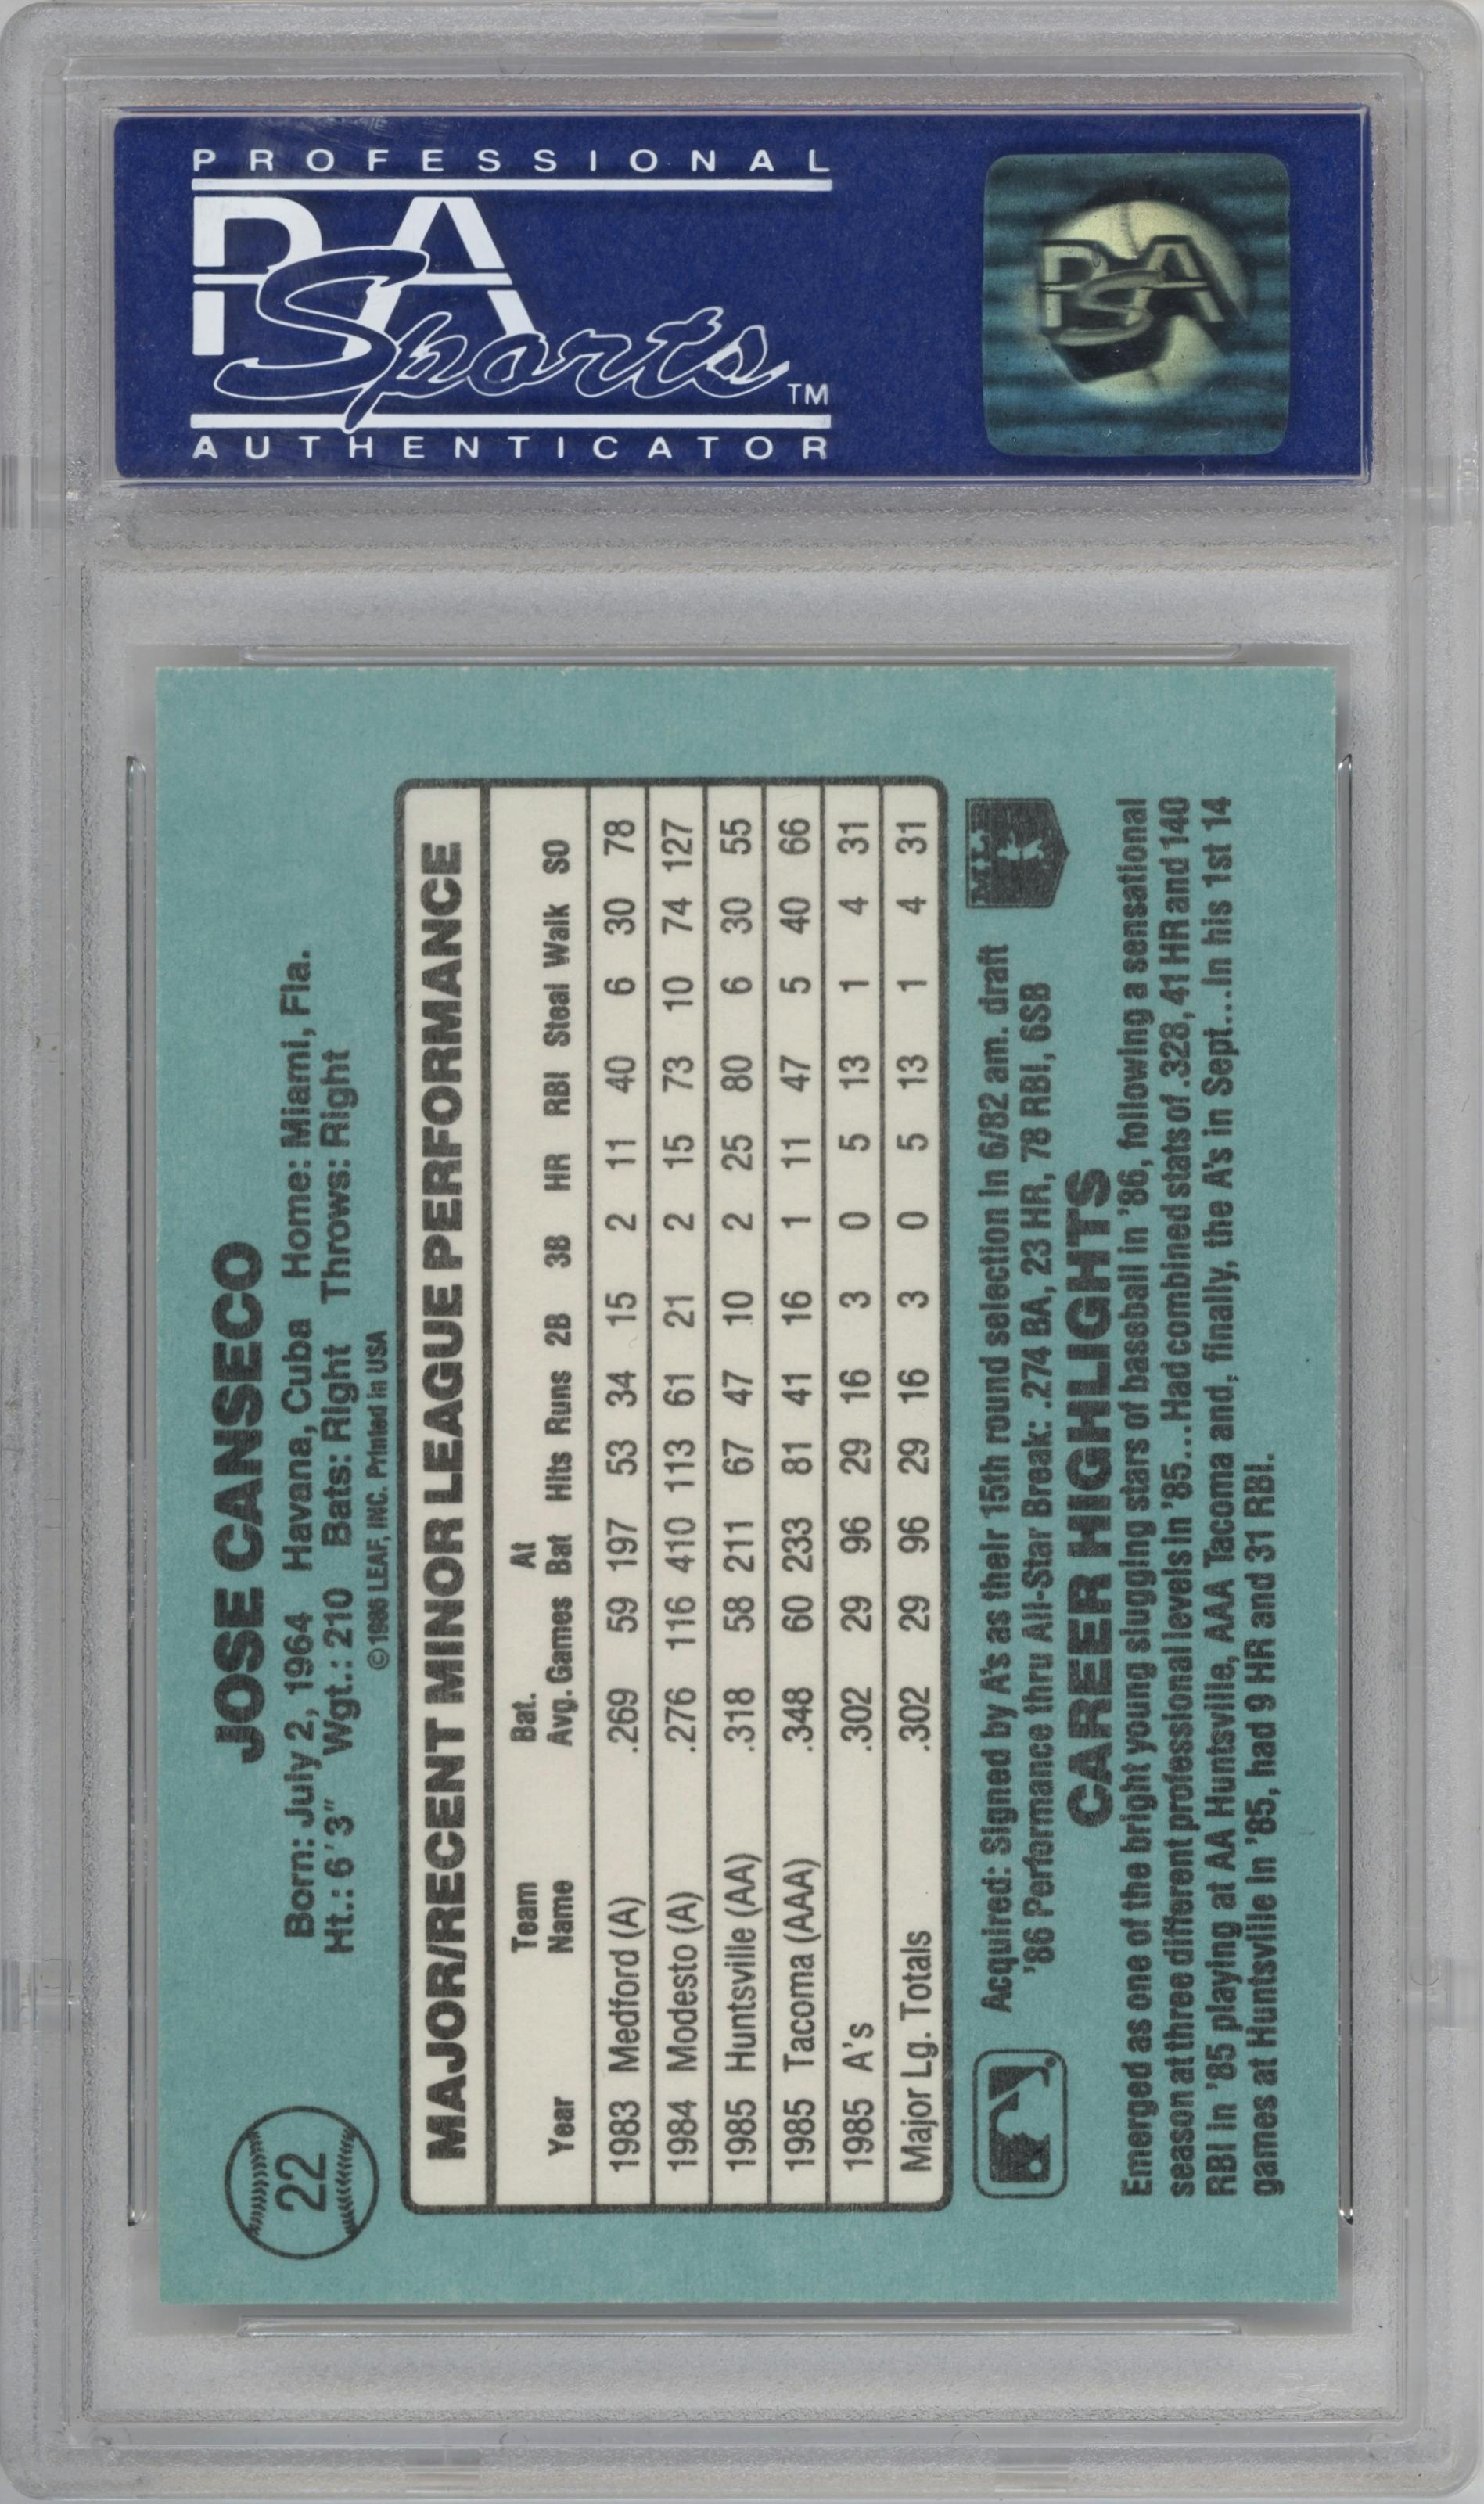 PROFESSIONAL
PSA
Sports™
AUTHENTICATOR
PSA
22
JOSE CANSECO
Born: July 2, 1964 Havana, Cuba Home: Miami, Fla.
Ht.: 6'3" Wgt.: 210 Bats: Right Throws: Right
© 1986 LEAF, INC. Printed in USA
MAJOR/RECENT MINOR LEAGUE PERFORMANCE
Year Team Name Bat. Avg. Games At Bat Hits Runs 2B 3B HR RBI Steal Walk SO
1983 Medford (A) .269 59 197 53 34 15 2 11 40 6 30 78
1984 Modesto (A) .276 116 410 113 61 21 2 15 73 10 74 127
1985 Huntsville (AA) .318 58 211 67 47 10 2 25 80 6 30 55
1985 Tacoma (AAA) .348 60 233 81 41 16 1 11 47 5 40 66
1985 A's .302 29 96 29 16 3 0 5 13 1 4 31
Major Lg. Totals .302 29 96 29 16 3 0 5 13 1 4 31
Acquired: Signed by A's as their 15th round selection in 6/82 am. draft
'86 Performance thru All-Star Break: .274 BA, 23 HR, 78 RBI, 6SB
MLB
CAREER HIGHLIGHTS
Emerged as one of the bright young slugging stars of baseball in '86, following a sensational
season at three different professional levels in '85...Had combined stats of .328, 41 HR and 140
RBI in '85 playing at AA Huntsville, AAA Tacoma and, finally, the A's in Sept...In his 1st 14
games at Huntsville in '85, had 9 HR and 31 RBI.